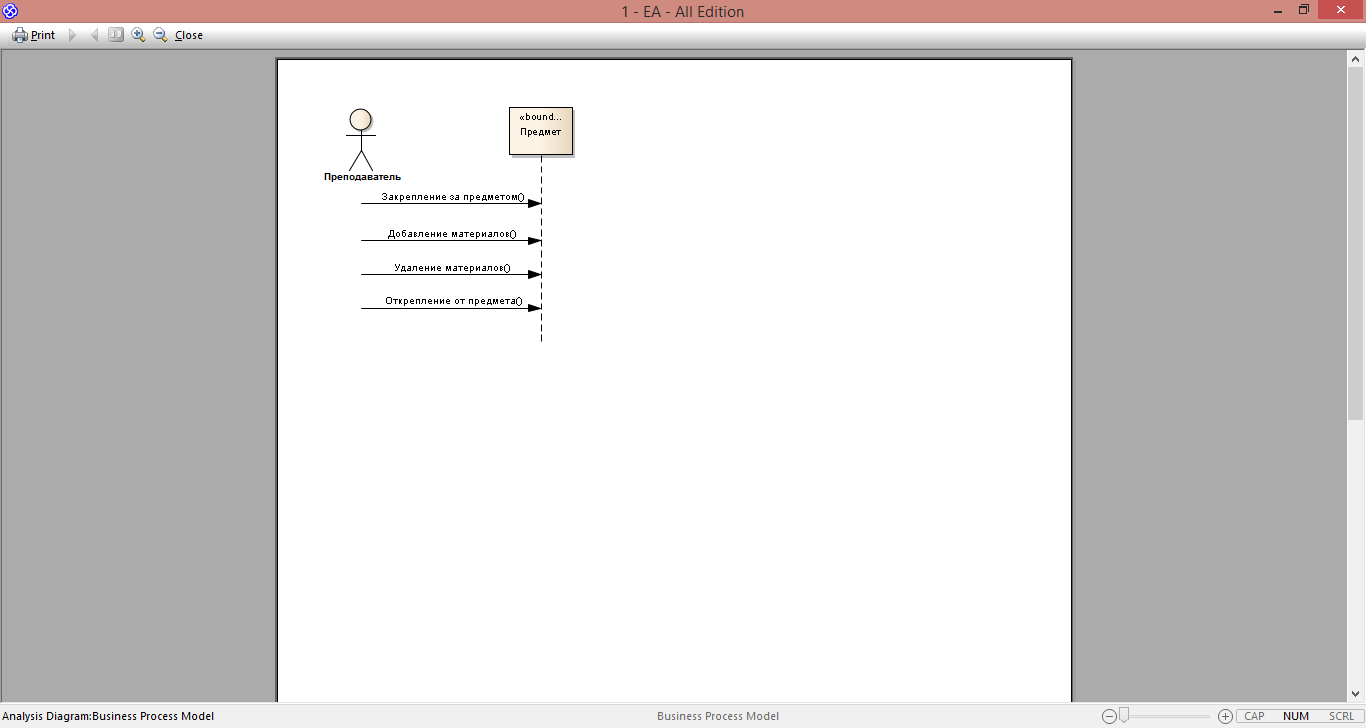 1 - EA - All Edition
Print
Close
«bound...
Предмет
Преподаватель
Закрепление за предметом()
Добавление материалов()
Удаление материалов()
Открепление от предмета()
Analysis Diagram:Business Process Model
Business Process Model
CAP
NUM
SCRL